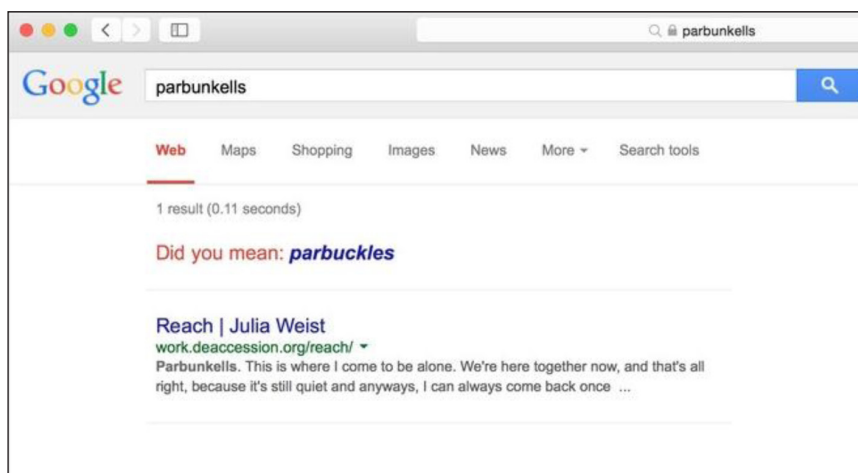 parbunkells
Google parbunkells
Web Maps Shopping Images News More Search tools
1 result (0.11 seconds)
Did you mean: parbuckles
Reach | Julia Weist
work.deaccession.org/reach/
Parbunkells. This is where I come to be alone. We're here together now, and that's all
right, because it's still quiet and anyways, I can always come back once ...